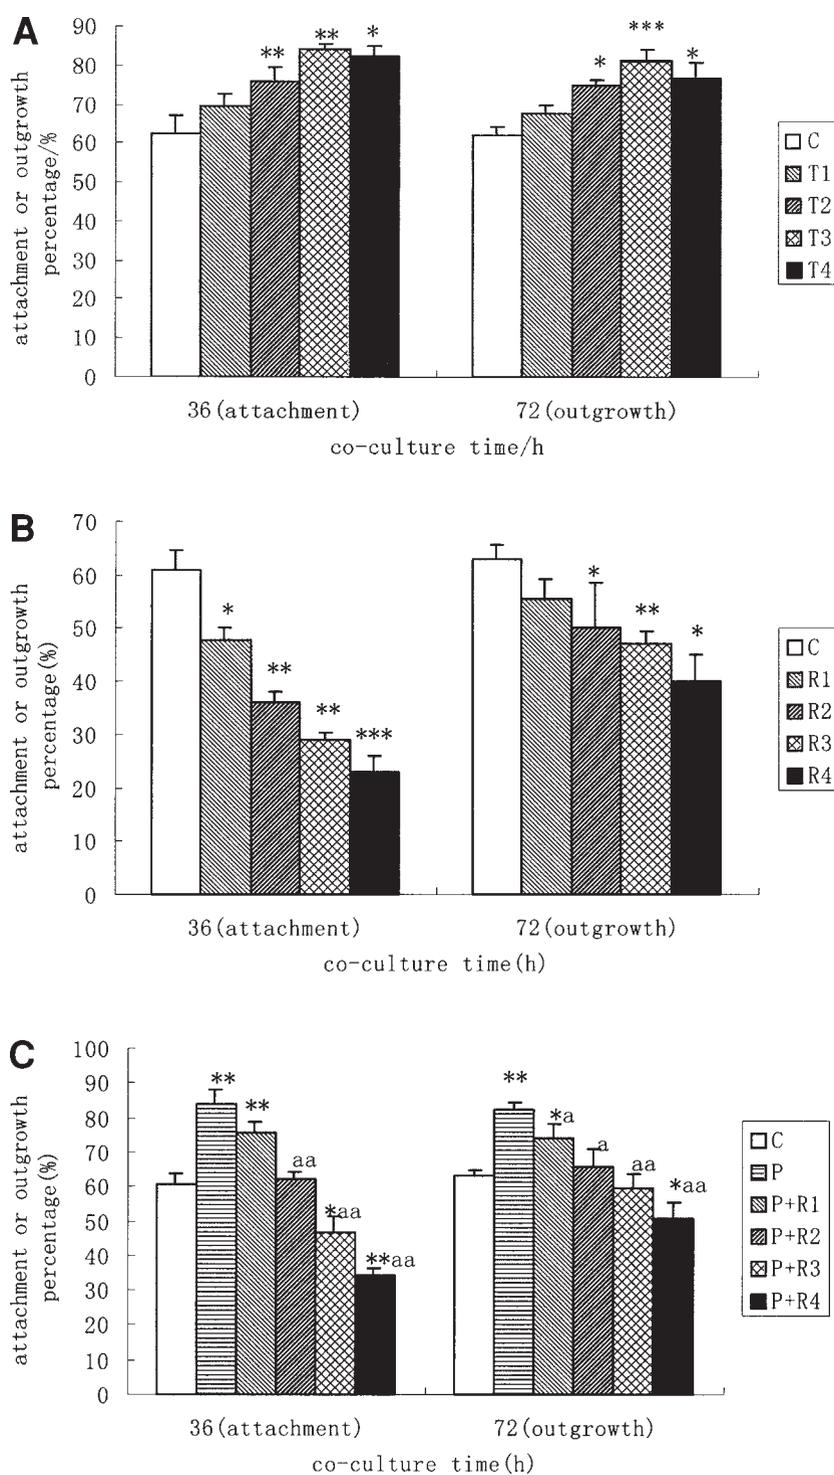 A
attachment or outgrowth
percentage/%
90
80
70
60
50
40
30
20
10
0
**
**
*
*
***
*
36(attachment)
72(outgrowth)
co-culture time/h
C
T1
T2
T3
T4
B
attachment or outgrowth
percentage(%)
70
60
50
40
30
20
10
0
*
**
**
***
*
**
*
36(attachment)
72(outgrowth)
co-culture time(h)
C
R1
R2
R3
R4
C
attachment or outgrowth
percentage(%)
100
90
80
70
60
50
40
30
20
10
0
**
**
aa
*aa
**aa
**
*a
a
aa
*aa
36(attachment)
72(outgrowth)
co-culture time(h)
C
P
P+R1
P+R2
P+R3
P+R4